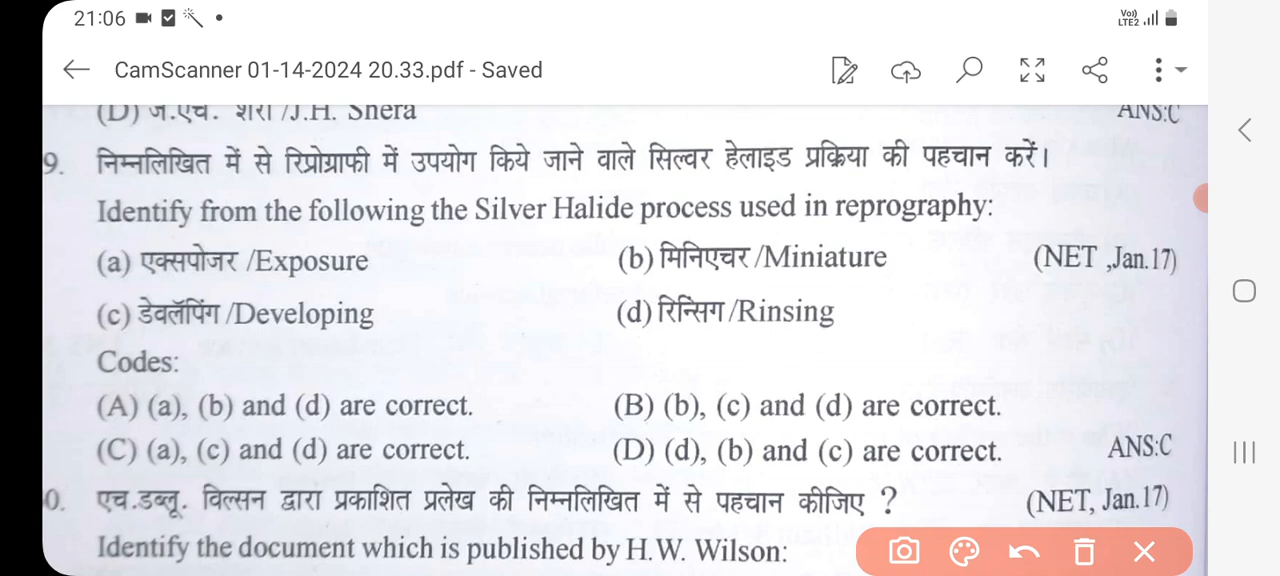 21:06
Vo)) LTE2
CamScanner 01-14-2024 20.33.pdf - Saved
(D) जे.एच. शेरा /J.H. Shera ANS:C
9. निम्नलिखित में से रिप्रोग्राफी में उपयोग किये जाने वाले सिल्वर हेलाइड प्रक्रिया की पहचान करें।
Identify from the following the Silver Halide process used in reprography:
(a) एक्सपोजर /Exposure (b) मिनिएचर /Miniature (NET ,Jan.17)
(c) डेवलॅपिंग /Developing (d) रिन्सिग /Rinsing
Codes:
(A) (a), (b) and (d) are correct. (B) (b), (c) and (d) are correct.
(C) (a), (c) and (d) are correct. (D) (d), (b) and (c) are correct. ANS:C
0. एच.डब्लू. विल्सन द्वारा प्रकाशित प्रलेख की निम्नलिखित में से पहचान कीजिए ? (NET, Jan.17)
Identify the document which is published by H.W. Wilson: